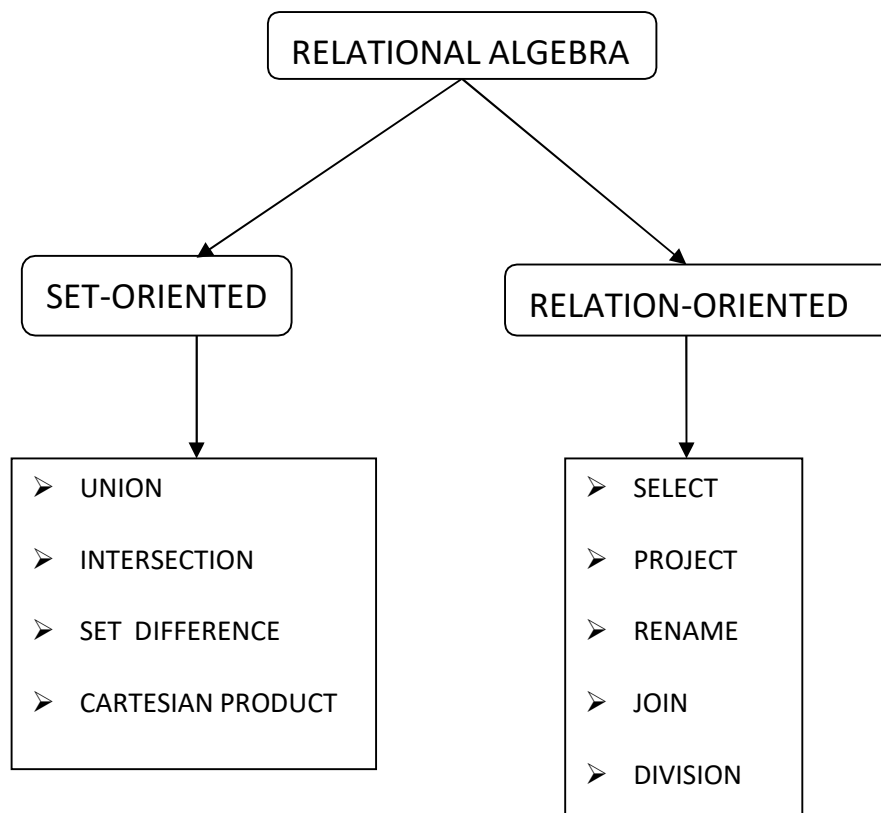 RELATIONAL ALGEBRA
SET-ORIENTED
RELATION-ORIENTED
➢ UNION
➢ INTERSECTION
➢ SET DIFFERENCE
➢ CARTESIAN PRODUCT
➢ SELECT
➢ PROJECT
➢ RENAME
➢ JOIN
➢ DIVISION